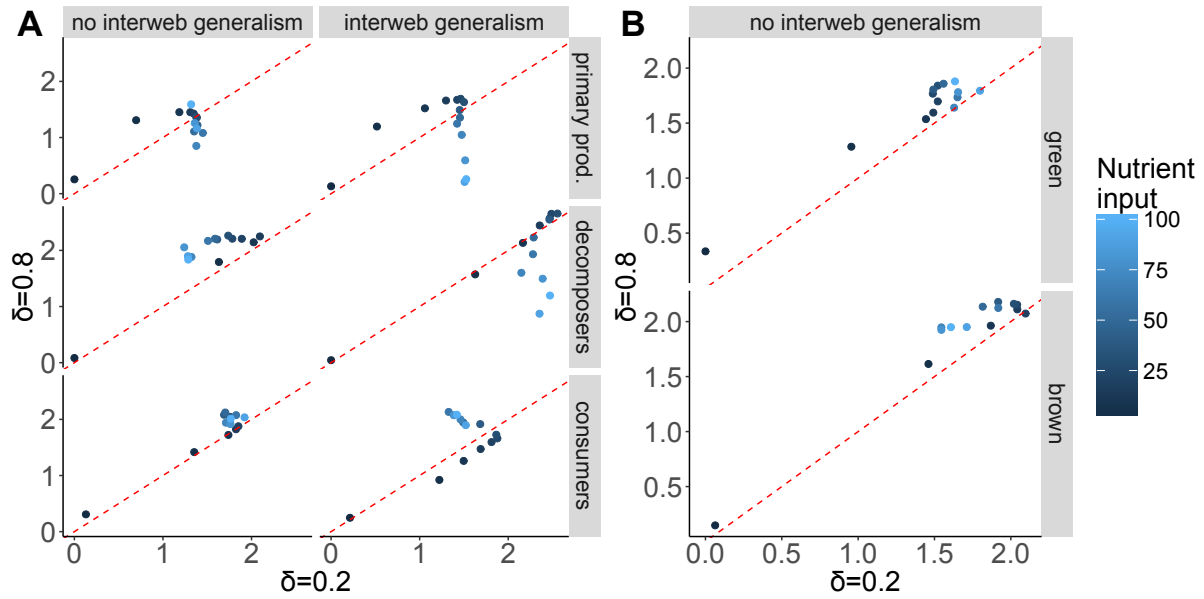 A
no interweb generalism
interweb generalism
2
1
0
primary prod.
2
1
0
decomposers
2
1
0
consumers
δ=0.8
0
1
2
0
1
2
δ=0.2
B
no interweb generalism
2.0
1.5
1.0
0.5
green
2.0
1.5
1.0
0.5
brown
δ=0.8
0.0
0.5
1.0
1.5
2.0
δ=0.2
Nutrient
input
100
75
50
25